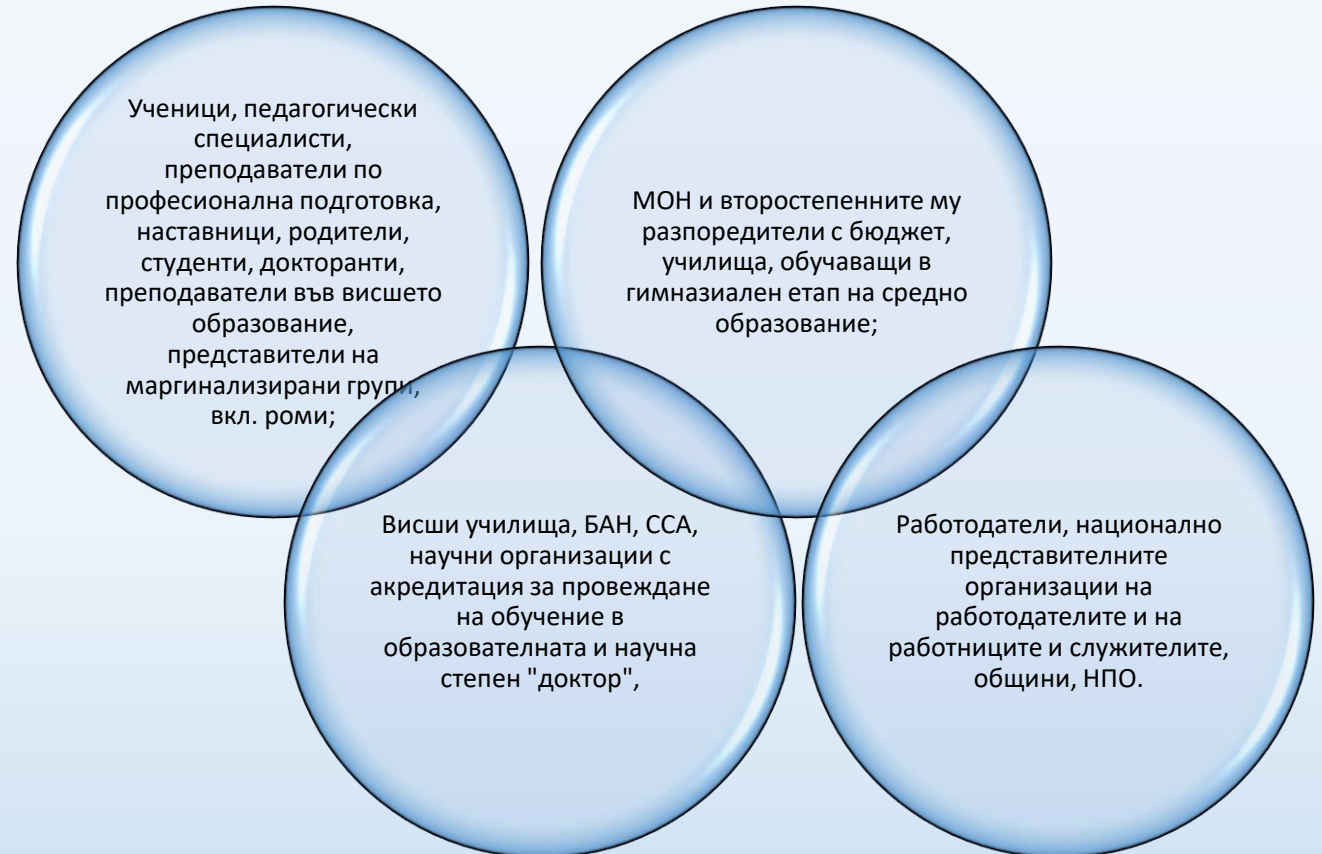 Ученици, педагогически
специалисти,
преподаватели по
професионална подготовка,
наставници, родители,
студенти, докторанти,
преподаватели във висшето
образование,
представители на
маргинализирани групи,
вкл. роми;
МОН и второстепенните му
разпоредители с бюджет,
училища, обучаващи в
гимназиален етап на средно
образование;
Висши училища, БАН, ССА,
научни организации с
акредитация за провеждане
на обучение в
образователната и научна
степен "доктор",
Работодатели, национално
представителните
организации на
работодателите и на
работниците и служителите,
общини, НПО.